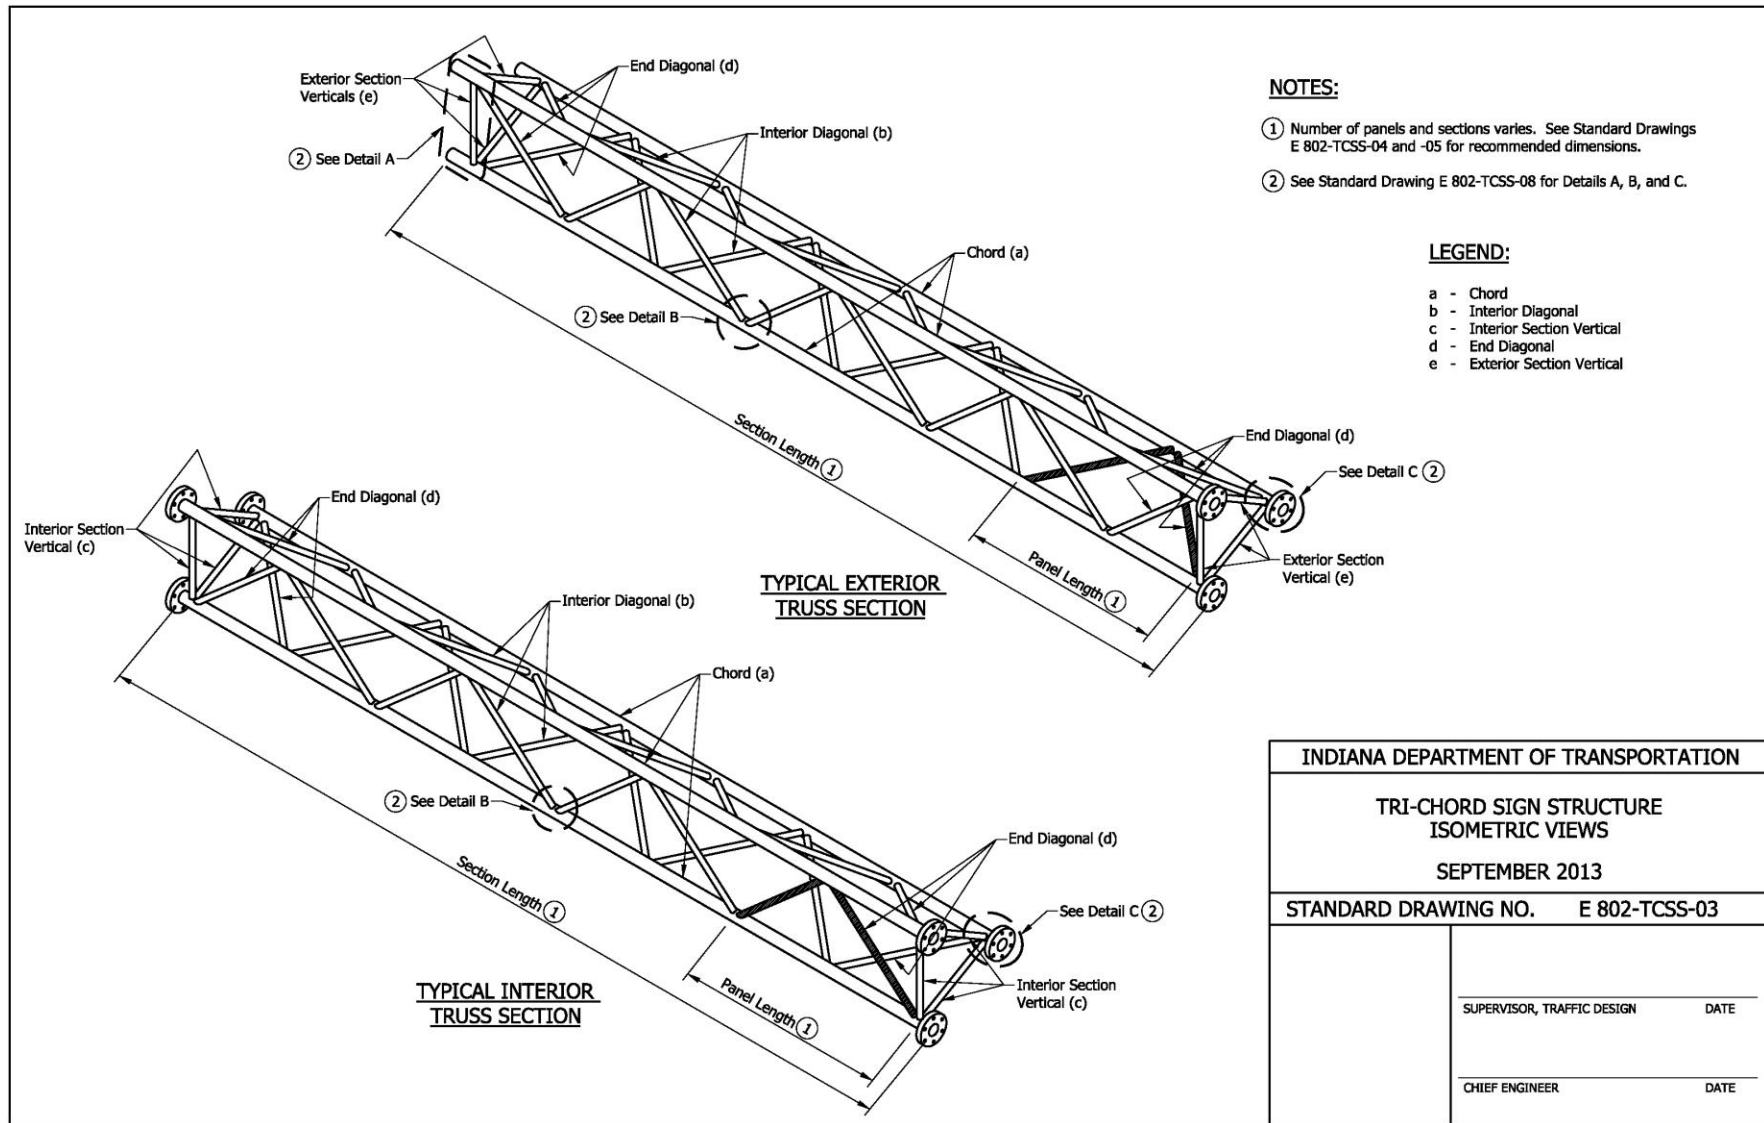 End Diagonal (d)
Exterior Section
Verticals (e)
② See Detail A
Interior Diagonal (b)
Chord (a)
② See Detail B
Section Length ①
End Diagonal (d)
See Detail C ②
Exterior Section
Vertical (e)
Panel Length ①
TYPICAL EXTERIOR
TRUSS SECTION
End Diagonal (d)
Interior Section
Vertical (c)
Interior Diagonal (b)
Chord (a)
② See Detail B
Section Length ①
End Diagonal (d)
See Detail C ②
Interior Section
Vertical (c)
Panel Length ①
TYPICAL INTERIOR
TRUSS SECTION
NOTES:
① Number of panels and sections varies. See Standard Drawings
E 802-TCSS-04 and -05 for recommended dimensions.
② See Standard Drawing E 802-TCSS-08 for Details A, B, and C.
LEGEND:
a - Chord
b - Interior Diagonal
c - Interior Section Vertical
d - End Diagonal
e - Exterior Section Vertical
INDIANA DEPARTMENT OF TRANSPORTATION
TRI-CHORD SIGN STRUCTURE
ISOMETRIC VIEWS
SEPTEMBER 2013
STANDARD DRAWING NO. E 802-TCSS-03
SUPERVISOR, TRAFFIC DESIGN DATE
CHIEF ENGINEER DATE